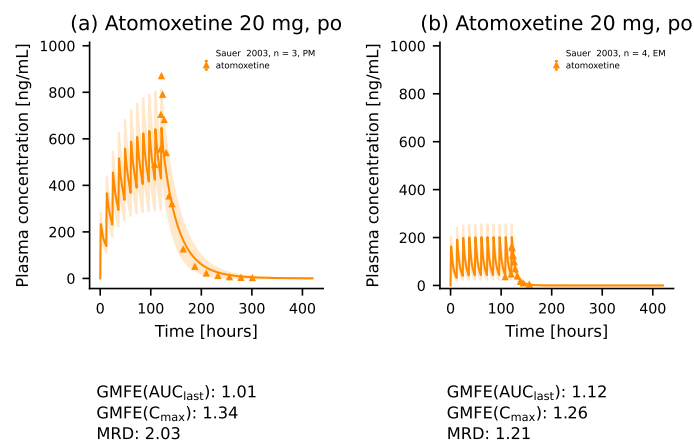 (a) Atomoxetine 20 mg, po
Plasma concentration [ng/mL]
1000
800
600
400
200
0
Sauer 2003, n = 3, PM
atomoxetine
0 100 200 300 400
Time [hours]
GMFE(AUClast): 1.01
GMFE(Cmax): 1.34
MRD: 2.03
(b) Atomoxetine 20 mg, po
Plasma concentration [ng/mL]
1000
800
600
400
200
0
Sauer 2003, n = 4, EM
atomoxetine
0 100 200 300 400
Time [hours]
GMFE(AUClast): 1.12
GMFE(Cmax): 1.26
MRD: 1.21